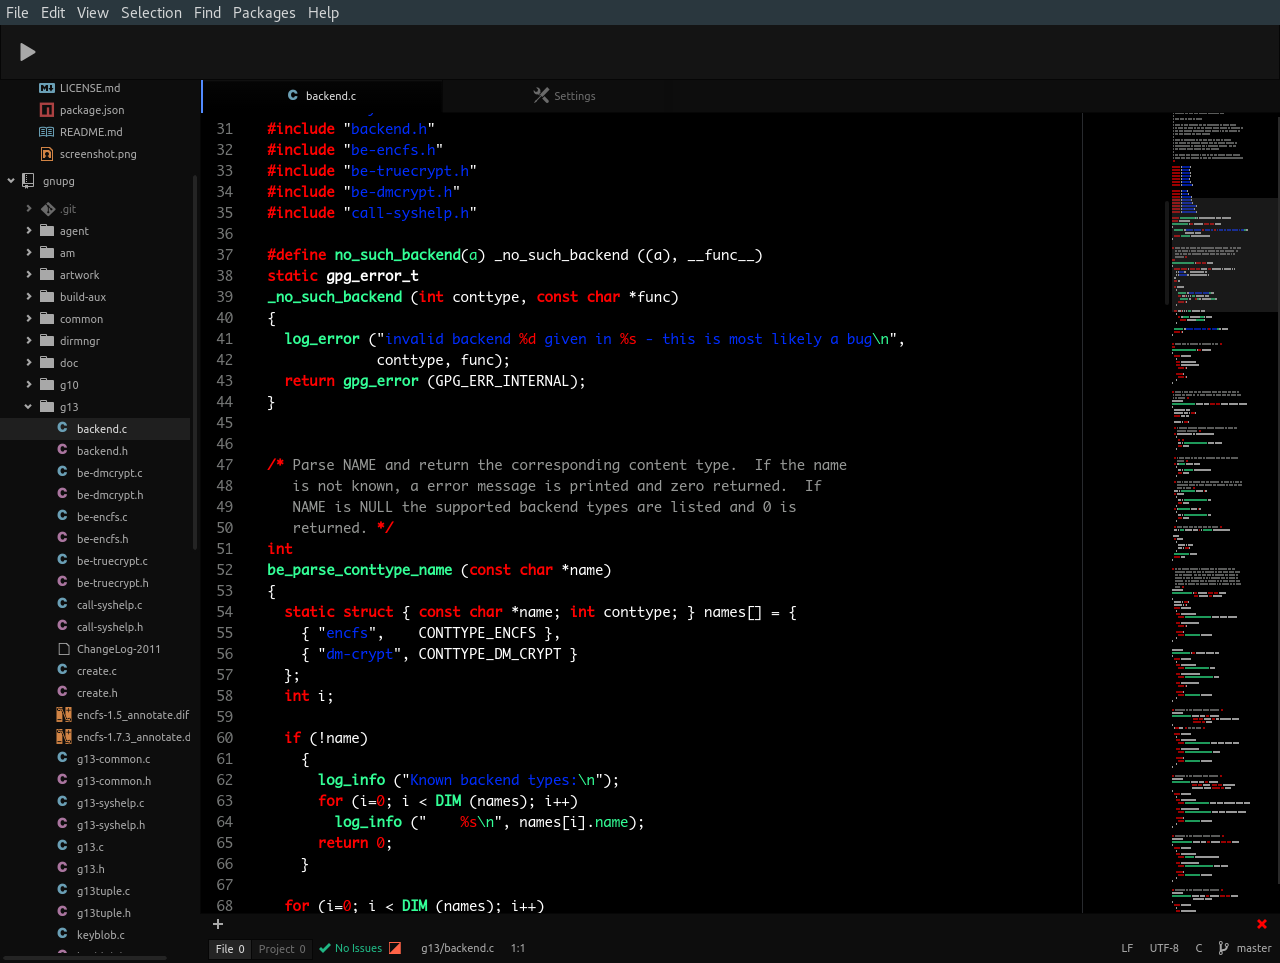 File Edit View Selection Find Packages Help
LICENSE.md
package.json
README.md
screenshot.png
gnupg
.git
agent
am
artwork
build-aux
common
dirmngr
doc
g10
g13
backend.c
backend.h
be-dmcrypt.c
be-dmcrypt.h
be-encfs.c
be-encfs.h
be-truecrypt.c
be-truecrypt.h
call-syshelp.c
call-syshelp.h
ChangeLog-2011
create.c
create.h
encfs-1.5_annotate.dif
encfs-1.7.3_annotate.d
g13-common.c
g13-common.h
g13-syshelp.c
g13-syshelp.h
g13.c
g13.h
g13tuple.c
g13tuple.h
keyblob.c
backend.c Settings
31 #include "backend.h"
32 #include "be-encfs.h"
33 #include "be-truecrypt.h"
34 #include "be-dmcrypt.h"
35 #include "call-syshelp.h"
36
37 #define no_such_backend(a) _no_such_backend ((a), __func__)
38 static gpg_error_t
39 _no_such_backend (int conttype, const char *func)
40 {
41   log_error ("invalid backend %d given in %s - this is most likely a bug\n",
42              conttype, func);
43   return gpg_error (GPG_ERR_INTERNAL);
44 }
45
46
47 /* Parse NAME and return the corresponding content type.  If the name
48    is not known, a error message is printed and zero returned.  If
49    NAME is NULL the supported backend types are listed and 0 is
50    returned. */
51 int
52 be_parse_conttype_name (const char *name)
53 {
54   static struct { const char *name; int conttype; } names[] = {
55     { "encfs",    CONTTYPE_ENCFS },
56     { "dm-crypt", CONTTYPE_DM_CRYPT }
57   };
58   int i;
59
60   if (!name)
61     {
62       log_info ("Known backend types:\n");
63       for (i=0; i < DIM (names); i++)
64         log_info ("    %s\n", names[i].name);
65       return 0;
66     }
67
68   for (i=0; i < DIM (names); i++)
File 0 Project 0 No Issues g13/backend.c 1:1 LF UTF-8 C master